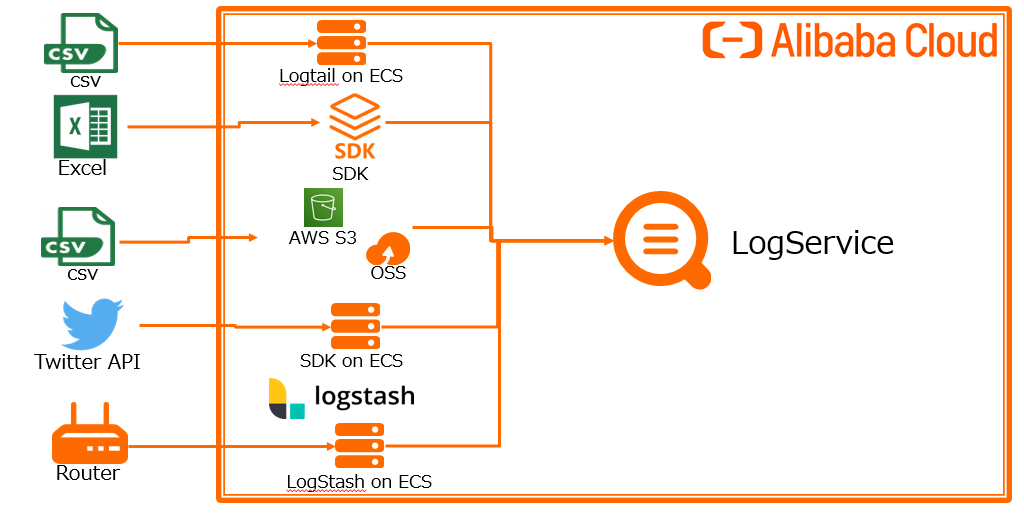 Alibaba Cloud
CSV
csv
Logtail on ECS
X
Excel
SDK
SDK
CSV
csv
AWS S3
OSS
LogService
Twitter API
SDK on ECS
logstash
Router
LogStash on ECS